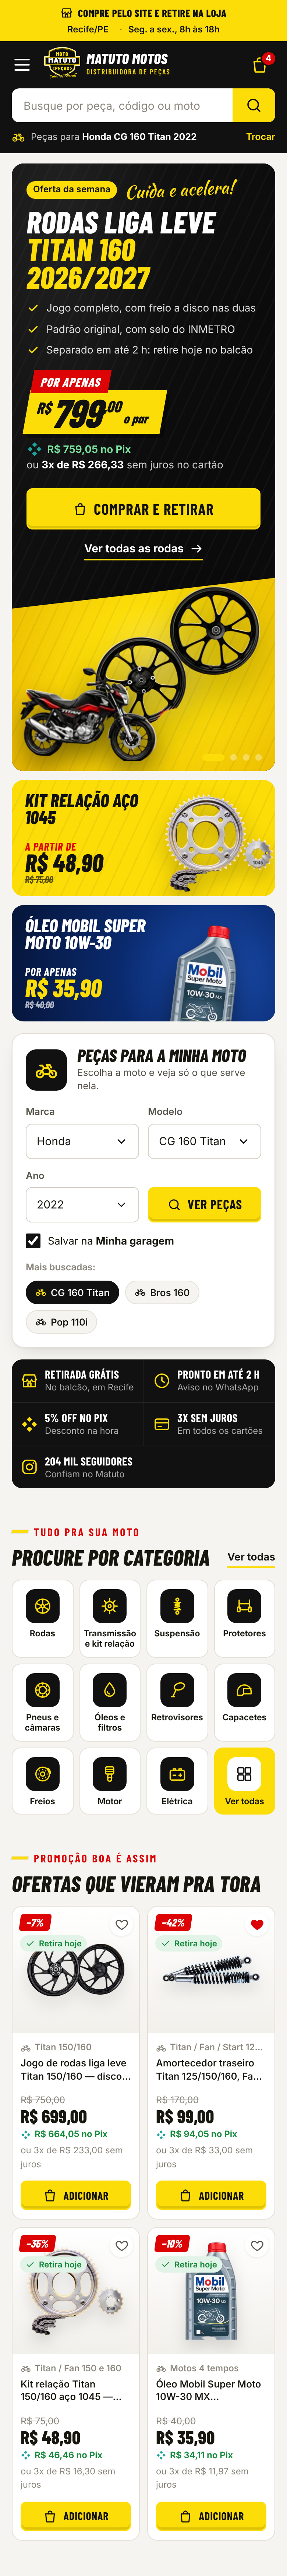 COMPRE PELO SITE E RETIRE NA LOJA
Recife/PE · Seg. a sex., 8h às 18h
MOTO
MATUTO
PEÇAS
MATUTO MOTOS
DISTRIBUIDORA DE PEÇAS
4
Busque por peça, código ou moto
Peças para Honda CG 160 Titan 2022
Trocar
Oferta da semana
Cuida e acelera!
RODAS LIGA LEVE
TITAN 160
2026/2027
Jogo completo, com freio a disco nas duas
Padrão original, com selo do INMETRO
Separado em até 2 h: retire hoje no balcão
POR APENAS
R$ 799,00 o par
R$ 759,05 no Pix
ou 3x de R$ 266,33 sem juros no cartão
COMPRAR E RETIRAR
Ver todas as rodas
TITAN
KIT RELAÇÃO AÇO
1045
A PARTIR DE
R$ 48,90
R$ 75,00
1045
ÓLEO MOBIL SUPER
MOTO 10W-30
POR APENAS
R$ 35,90
R$ 40,00
Mobil
Super Moto
10W-30 MX
PEÇAS PARA A MINHA MOTO
Escolha a moto e veja só o que serve
nela.
Marca
Modelo
Honda
CG 160 Titan
Ano
2022
VER PEÇAS
Salvar na Minha garagem
Mais buscadas:
CG 160 Titan
Bros 160
Pop 110i
RETIRADA GRÁTIS
No balcão, em Recife
PRONTO EM ATÉ 2 H
Aviso no WhatsApp
5% OFF NO PIX
Desconto na hora
3X SEM JUROS
Em todos os cartões
204 MIL SEGUIDORES
Confiam no Matuto
TUDO PRA SUA MOTO
PROCURE POR CATEGORIA
Ver todas
Rodas
Transmissão
e kit relação
Suspensão
Protetores
Pneus e
câmaras
Óleos e
filtros
Retrovisores
Capacetes
Freios
Motor
Elétrica
Ver todas
PROMOÇÃO BOA É ASSIM
OFERTAS QUE VIERAM PRA TORA
-7%
Retira hoje
Titan 150/160
Jogo de rodas liga leve
Titan 150/160 — disco...
R$ 750,00
R$ 699,00
R$ 664,05 no Pix
ou 3x de R$ 233,00 sem
juros
ADICIONAR
-42%
Retira hoje
Titan / Fan / Start 12...
Amortecedor traseiro
Titan 125/150/160, Fa...
R$ 170,00
R$ 99,00
R$ 94,05 no Pix
ou 3x de R$ 33,00 sem
juros
ADICIONAR
-35%
Retira hoje
Titan / Fan 150 e 160
Kit relação Titan
150/160 aço 1045 —...
R$ 75,00
R$ 48,90
R$ 46,46 no Pix
ou 3x de R$ 16,30 sem
juros
ADICIONAR
-10%
Retira hoje
Mobil
Super Moto
10W-30 MX
Motos 4 tempos
Óleo Mobil Super Moto
10W-30 MX...
R$ 40,00
R$ 35,90
R$ 34,11 no Pix
ou 3x de R$ 11,97 sem
juros
ADICIONAR